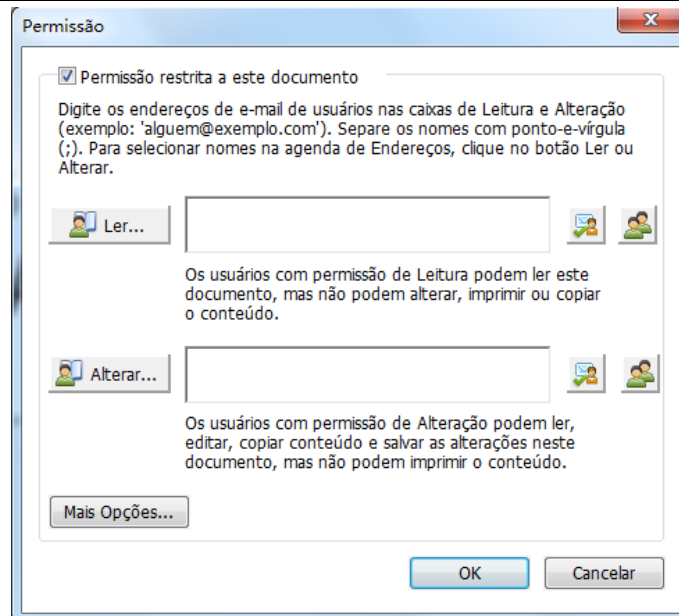 Permissão
Permissão restrita a este documento
Digite os endereços de e-mail de usuários nas caixas de Leitura e Alteração
(exemplo: 'alguem@exemplo.com'). Separe os nomes com ponto-e-vírgula
(;). Para selecionar nomes na agenda de Endereços, clique no botão Ler ou
Alterar.
Ler...
Os usuários com permissão de Leitura podem ler este
documento, mas não podem alterar, imprimir ou copiar
o conteúdo.
Alterar...
Os usuários com permissão de Alteração podem ler,
editar, copiar conteúdo e salvar as alterações neste
documento, mas não podem imprimir o conteúdo.
Mais Opções...
OK
Cancelar